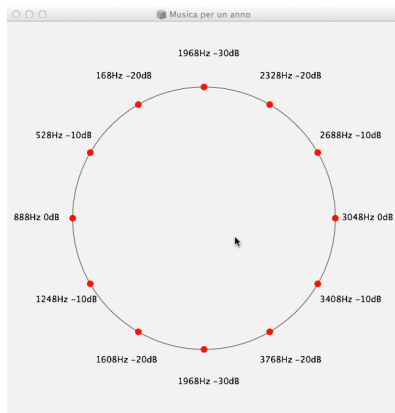 Musica per un anno
1968Hz -30dB
168Hz -20dB
2328Hz -20dB
528Hz -10dB
2688Hz -10dB
888Hz 0dB
3048Hz 0dB
1248Hz -10dB
3408Hz -10dB
1608Hz -20dB
3768Hz -20dB
1968Hz -30dB